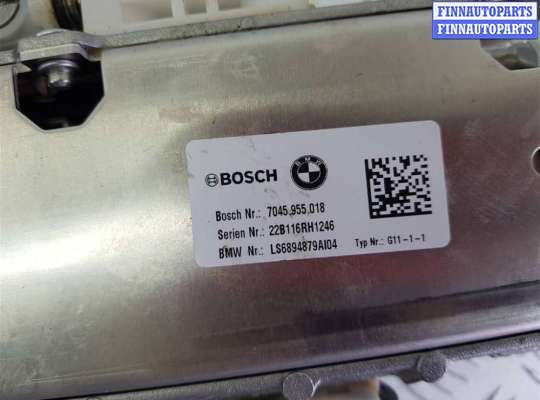 FINNAUTOPARTS
FINNAUTOPARTS
BOSCH BMW
Bosch Nr.: 7045.955.018
Serien Nr.: 22B116RH1246
BMW Nr.: LS6894879AI04 Typ Nr.: G11-1-1